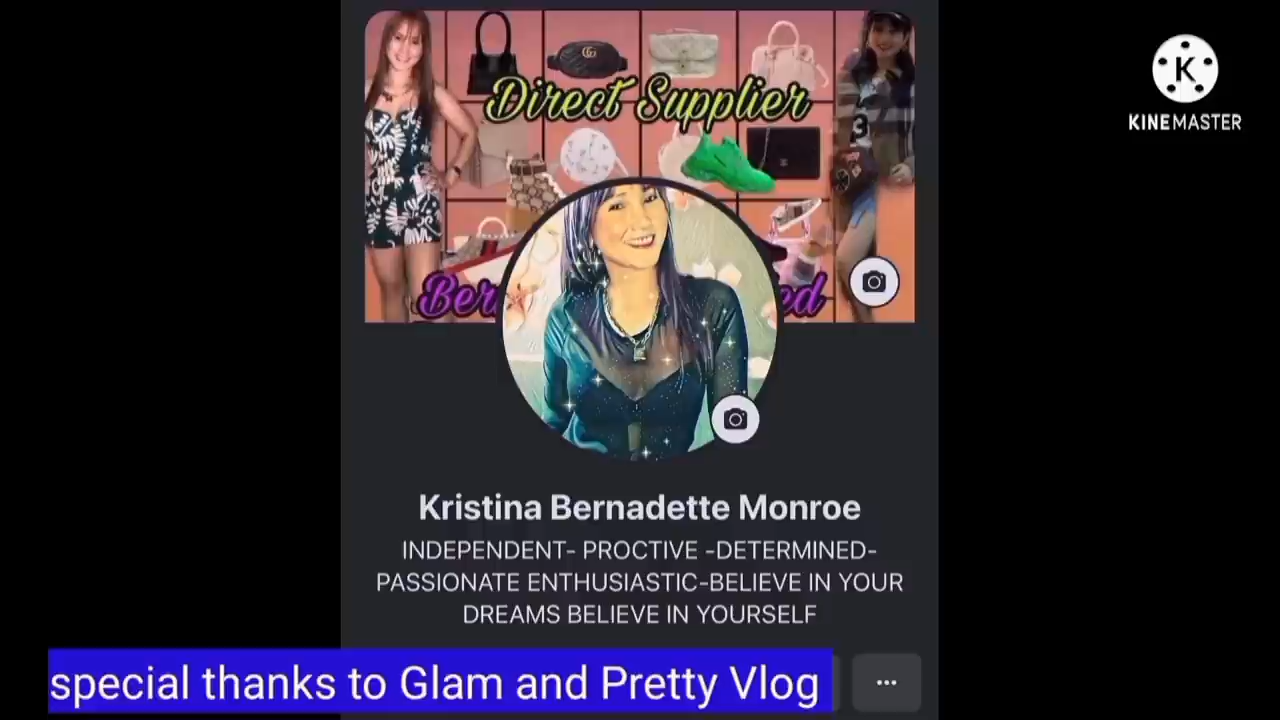 Direct Supplier
KINEMASTER
Kristina Bernadette Monroe
INDEPENDENT- PROCTIVE -DETERMINED-
PASSIONATE ENTHUSIASTIC-BELIEVE IN YOUR
DREAMS BELIEVE IN YOURSELF
special thanks to Glam and Pretty Vlog